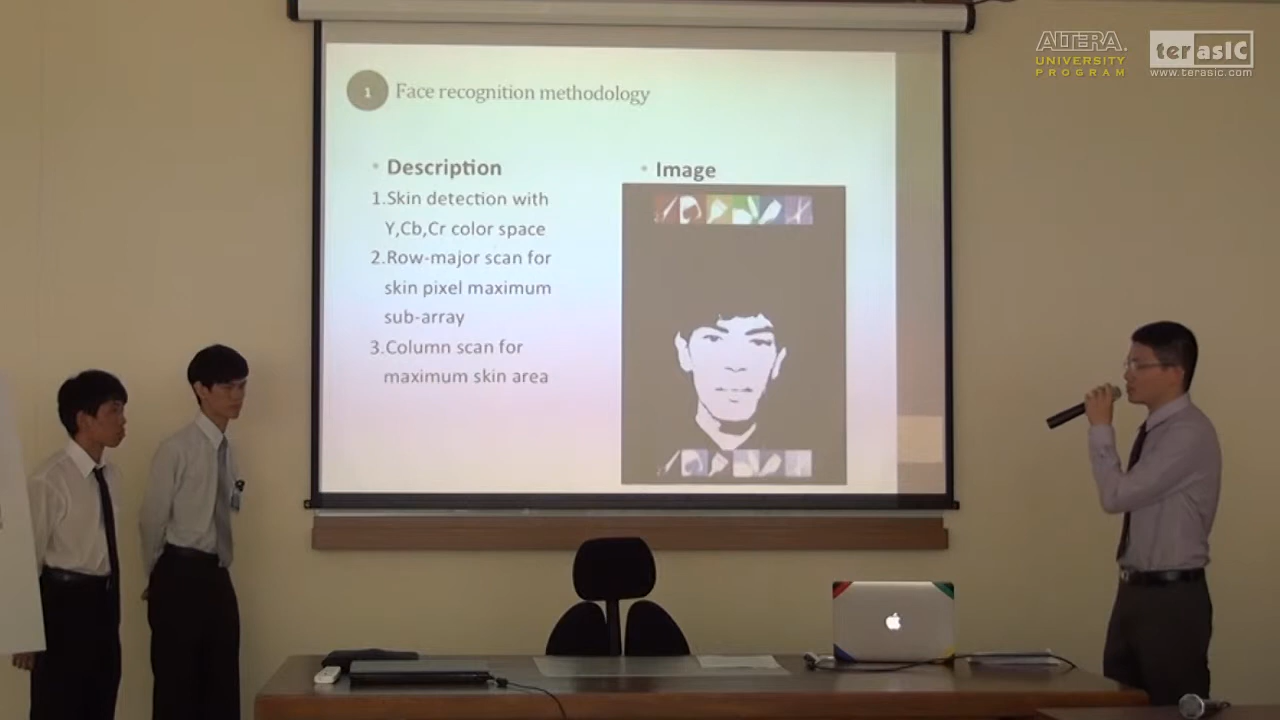 ALTERA
UNIVERSITY
PROGRAM
terasIC
www.terasic.com
1
Face recognition methodology
• Description
1.Skin detection with
Y,Cb,Cr color space
2.Row-major scan for
skin pixel maximum
sub-array
3.Column scan for
maximum skin area
• Image